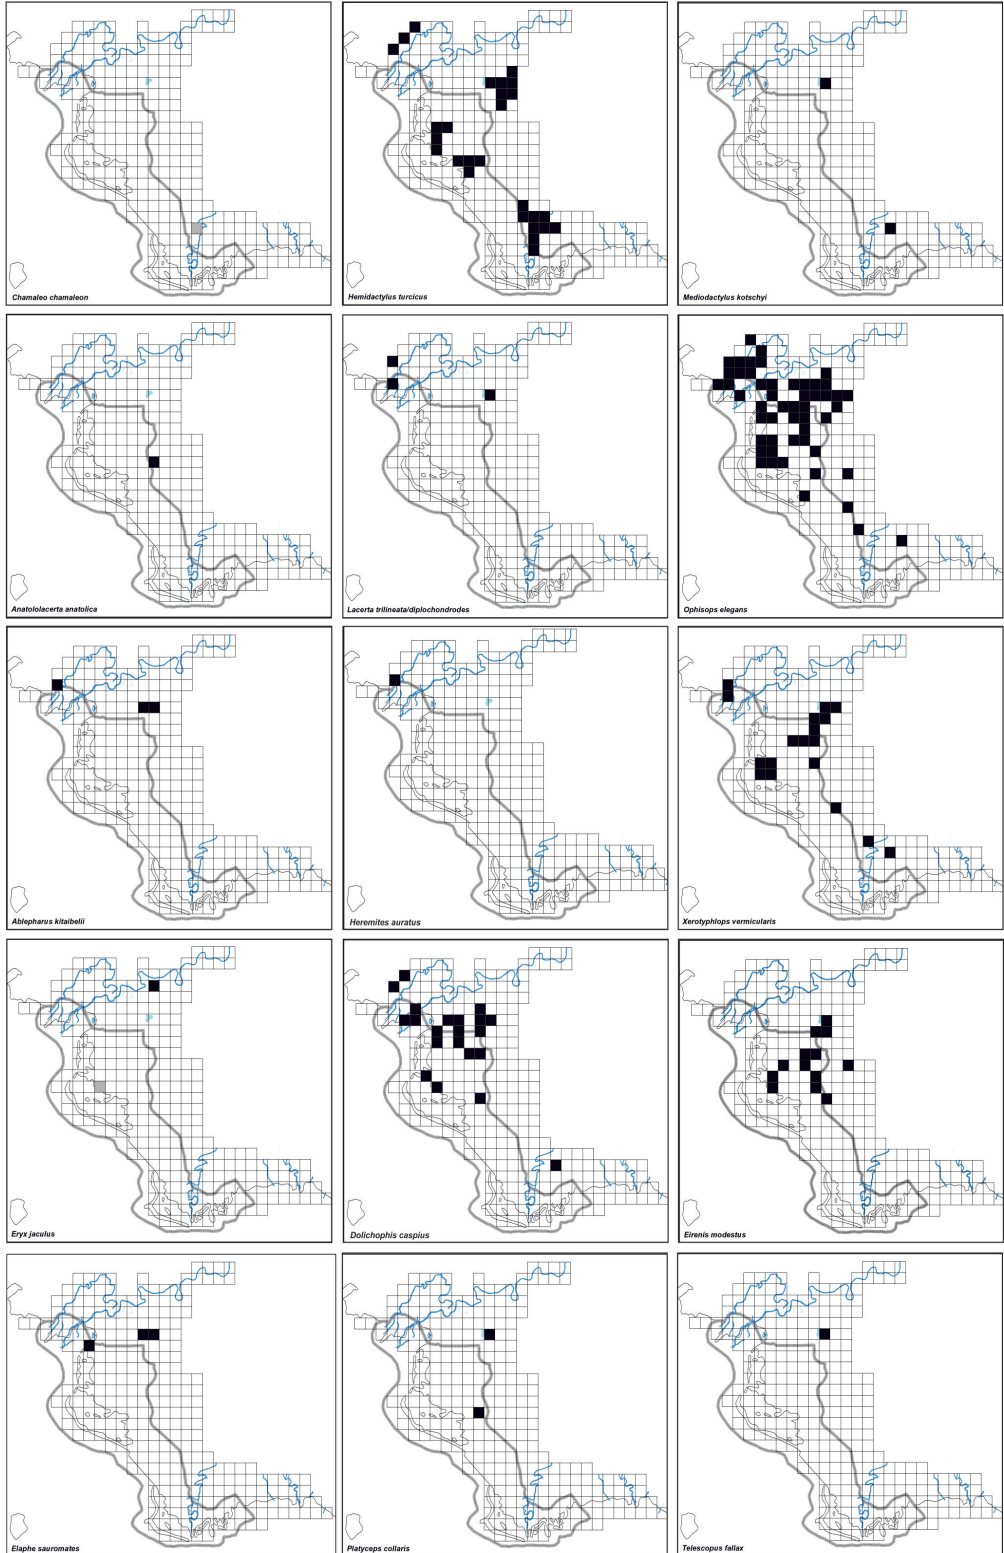 Chamaleo chamaleon
Hemidactylus turcicus
Mediodactylus kotschyi
Anatololacerta anatolica
Lacerta trilineata/diplochondrodes
Ophisops elegans
Ablepharus kitaibelii
Heremites auratus
Xerotyphlops vermicularis
Eryx jaculus
Dolichophis caspius
Eirenis modestus
Elaphe sauromates
Platyceps collaris
Telescopus fallax